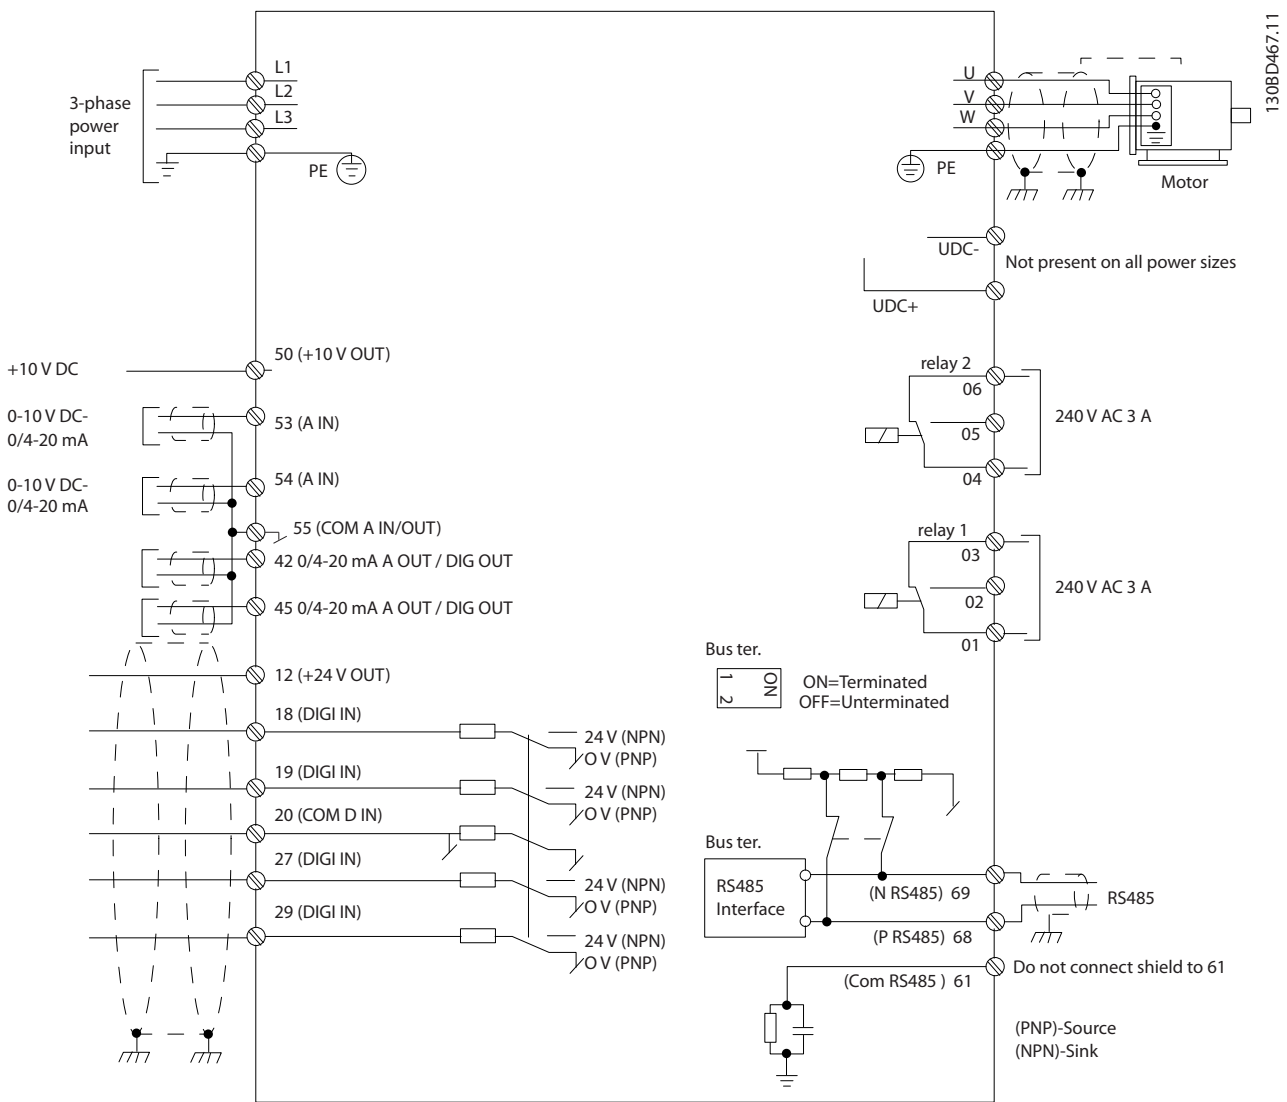 130BD467.11
3-phase
power
input
L1
L2
L3
PE
U
V
W
PE
Motor
UDC-
Not present on all power sizes
UDC+
+10 V DC
50 (+10 V OUT)
0-10 V DC-
0/4-20 mA
53 (A IN)
0-10 V DC-
0/4-20 mA
54 (A IN)
55 (COM A IN/OUT)
42 0/4-20 mA A OUT / DIG OUT
45 0/4-20 mA A OUT / DIG OUT
12 (+24 V OUT)
18 (DIGI IN)
24 V (NPN)
O V (PNP)
19 (DIGI IN)
24 V (NPN)
O V (PNP)
20 (COM D IN)
27 (DIGI IN)
24 V (NPN)
O V (PNP)
29 (DIGI IN)
24 V (NPN)
O V (PNP)
relay 2
06
05
04
240 V AC 3 A
relay 1
03
02
01
240 V AC 3 A
Bus ter.
1
2
ON
ON=Terminated
OFF=Unterminated
Bus ter.
RS485
Interface
(N RS485) 69
RS485
(P RS485) 68
(Com RS485 ) 61
Do not connect shield to 61
(PNP)-Source
(NPN)-Sink